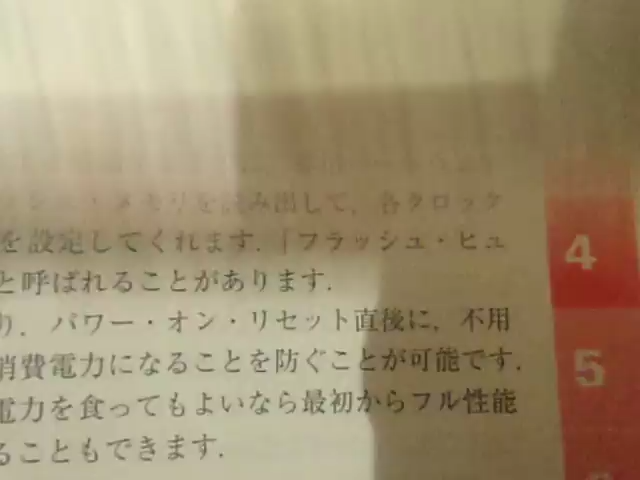 メモリを読み出して，各クロック
を設定してくれます．「フラッシュ・ヒュ
と呼ばれることがあります．
り．パワー・オン・リセット直後に，不用
消費電力になることを防ぐことが可能です．
電力を食ってもよいなら最初からフル性能
ることもできます．
4
5